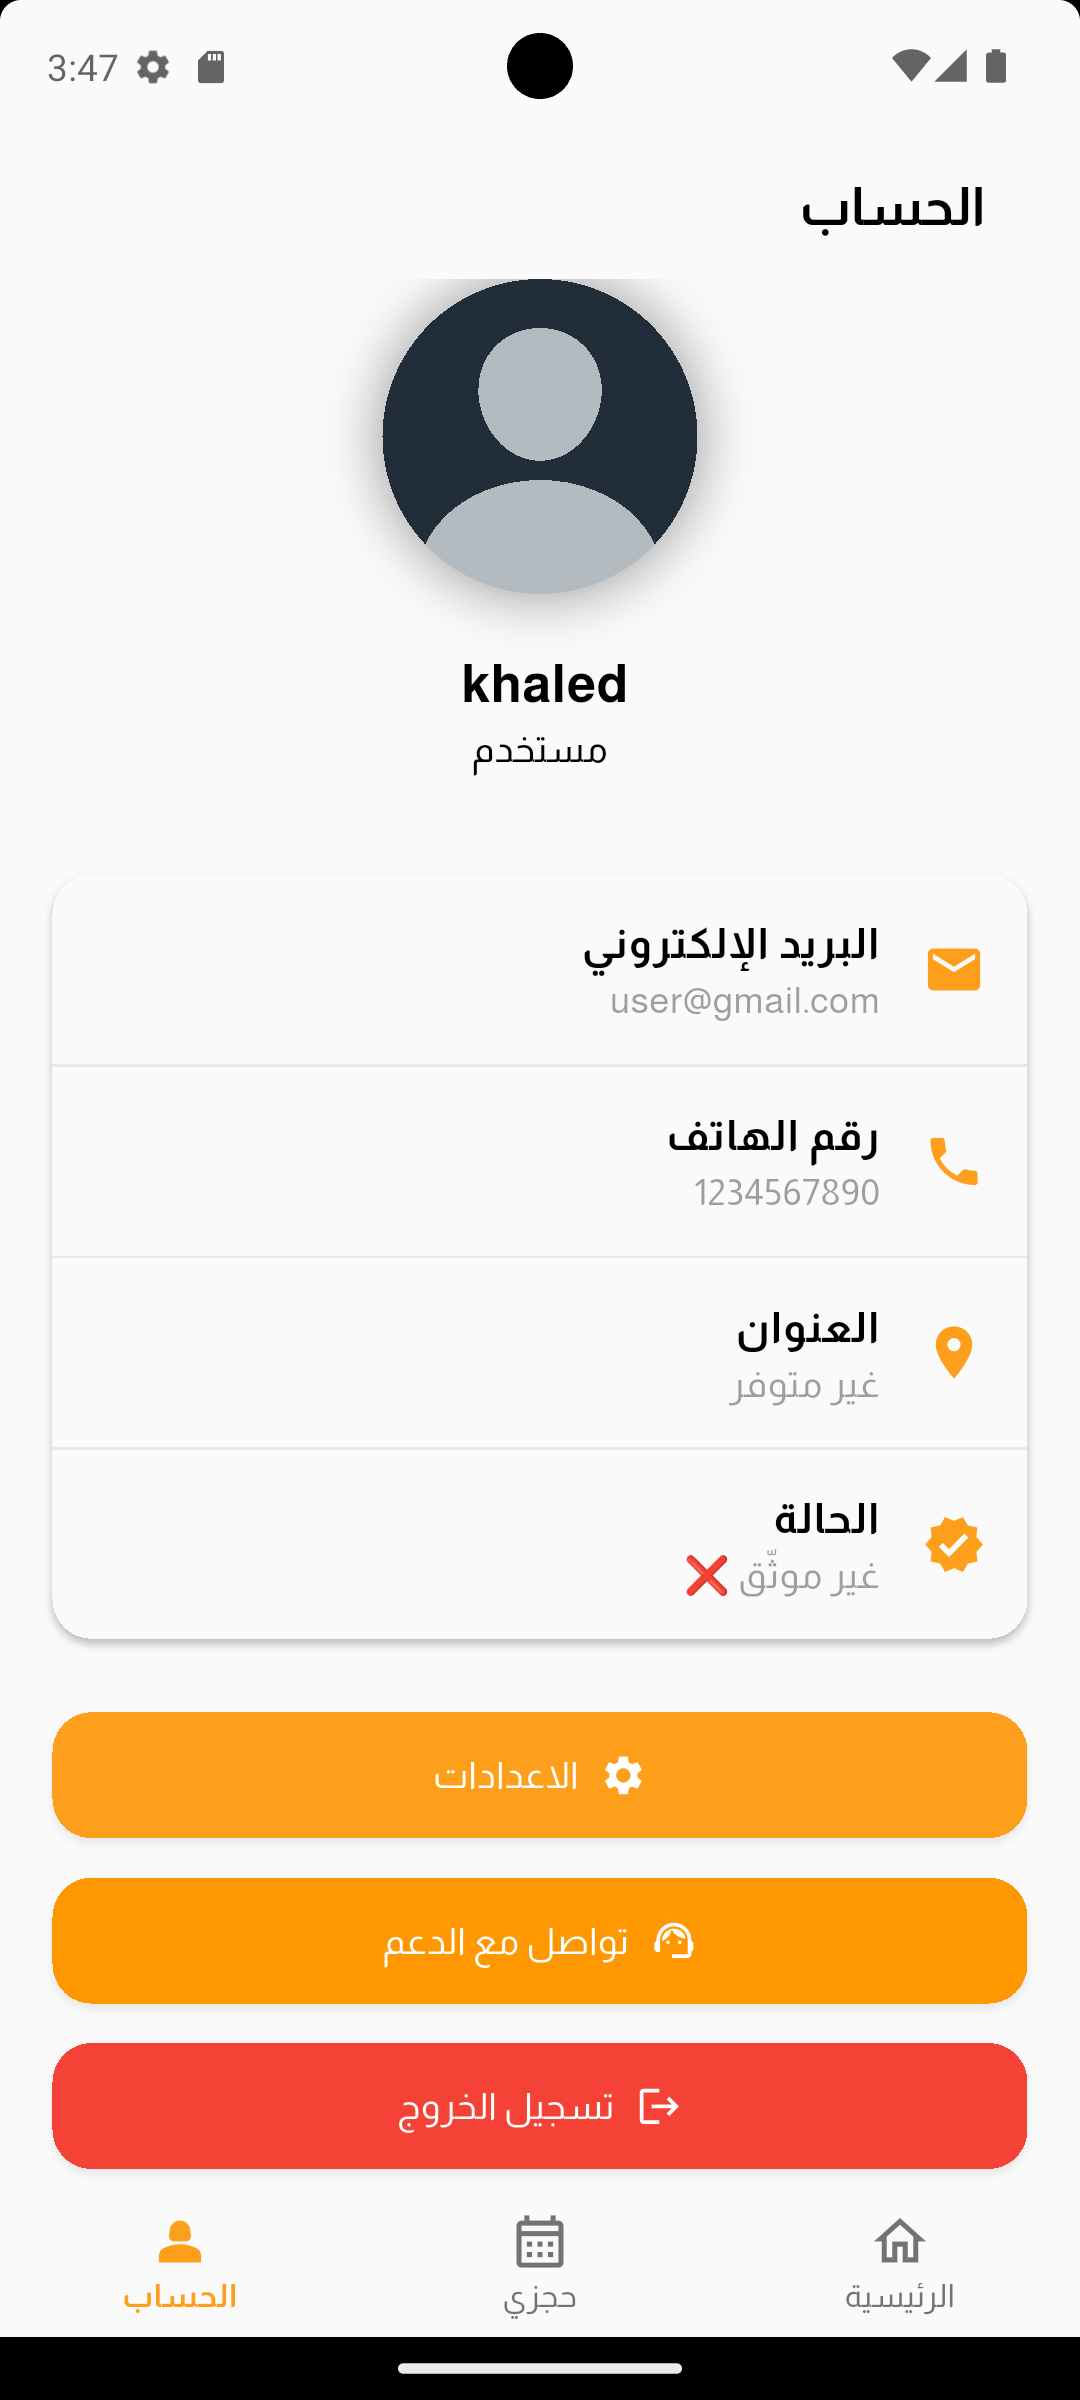 3:47
الحساب
khaled
مستخدم
البريد الإلكتروني
user@gmail.com
رقم الهاتف
1234567890
العنوان
غير متوفر
الحالة
غير موثّق ❌
الاعدادات
تواصل مع الدعم
تسجيل الخروج
الرئيسية
حجزي
الحساب